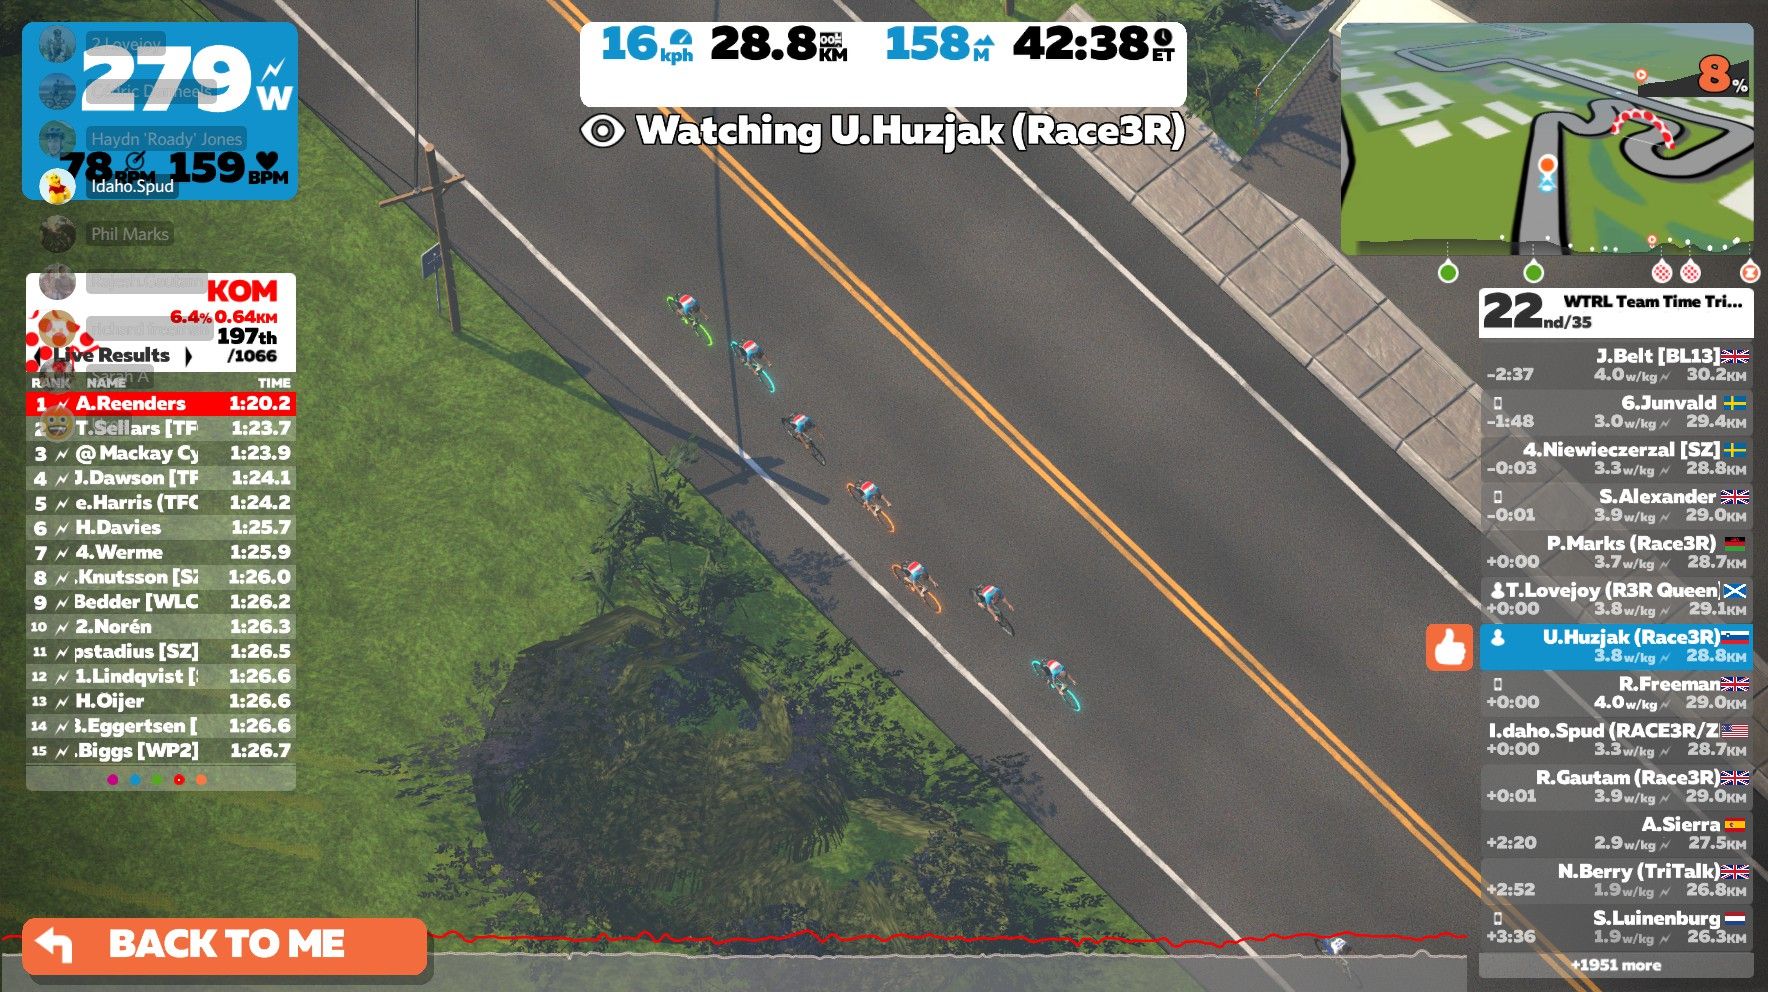 2 Lovejoy
279 W
Haydn 'Roady' Jones
78 RPM 159 BPM
Idaho.Spud
Phil Marks
KOM
6.4% 0.64KM
197th
/1066
Live Results
Sarah A
RANK NAME TIME
1 A.Reenders 1:20.2
2 T.Sellars [TF 1:23.7
3 @ Mackay Cy 1:23.9
4 J.Dawson [TF 1:24.1
5 e.Harris (TFC 1:24.2
6 H.Davies 1:25.7
7 4.Werme 1:25.9
8 .Knutsson [S 1:26.0
9 Bedder [WLC 1:26.2
10 2.Norén 1:26.3
11 pstadius [SZ] 1:26.5
12 1.Lindqvist [ 1:26.6
13 H.Oijer 1:26.6
14 .Eggertsen [ 1:26.6
15 .Biggs [WP2] 1:26.7
BACK TO ME
16 kph 28.8 KM 158 M 42:38 ET
Watching U.Huzjak (Race3R)
8%
22nd/35 WTRL Team Time Tri...
J.Belt [BL13]
-2:37 4.0w/kg 30.2KM
6.Junvald
-1:48 3.0w/kg 29.4KM
4.Niewieczerzal [SZ]
-0:03 3.3w/kg 28.8KM
S.Alexander
-0:01 3.9w/kg 29.0KM
P.Marks (Race3R)
+0:00 3.7w/kg 28.7KM
T.Lovejoy (R3R Queen)
+0:00 3.8w/kg 29.1KM
U.Huzjak (Race3R)
3.8w/kg 28.8KM
R.Freeman
+0:00 4.0w/kg 29.0KM
I.daho.Spud (RACE3R/Z
+0:00 3.3w/kg 28.7KM
R.Gautam (Race3R)
+0:01 3.9w/kg 29.0KM
A.Sierra
+2:20 2.9w/kg 27.5KM
N.Berry (TriTalk)
+2:52 1.9w/kg 26.8KM
S.Luinenburg
+3:36 1.9w/kg 26.3KM
+1951 more